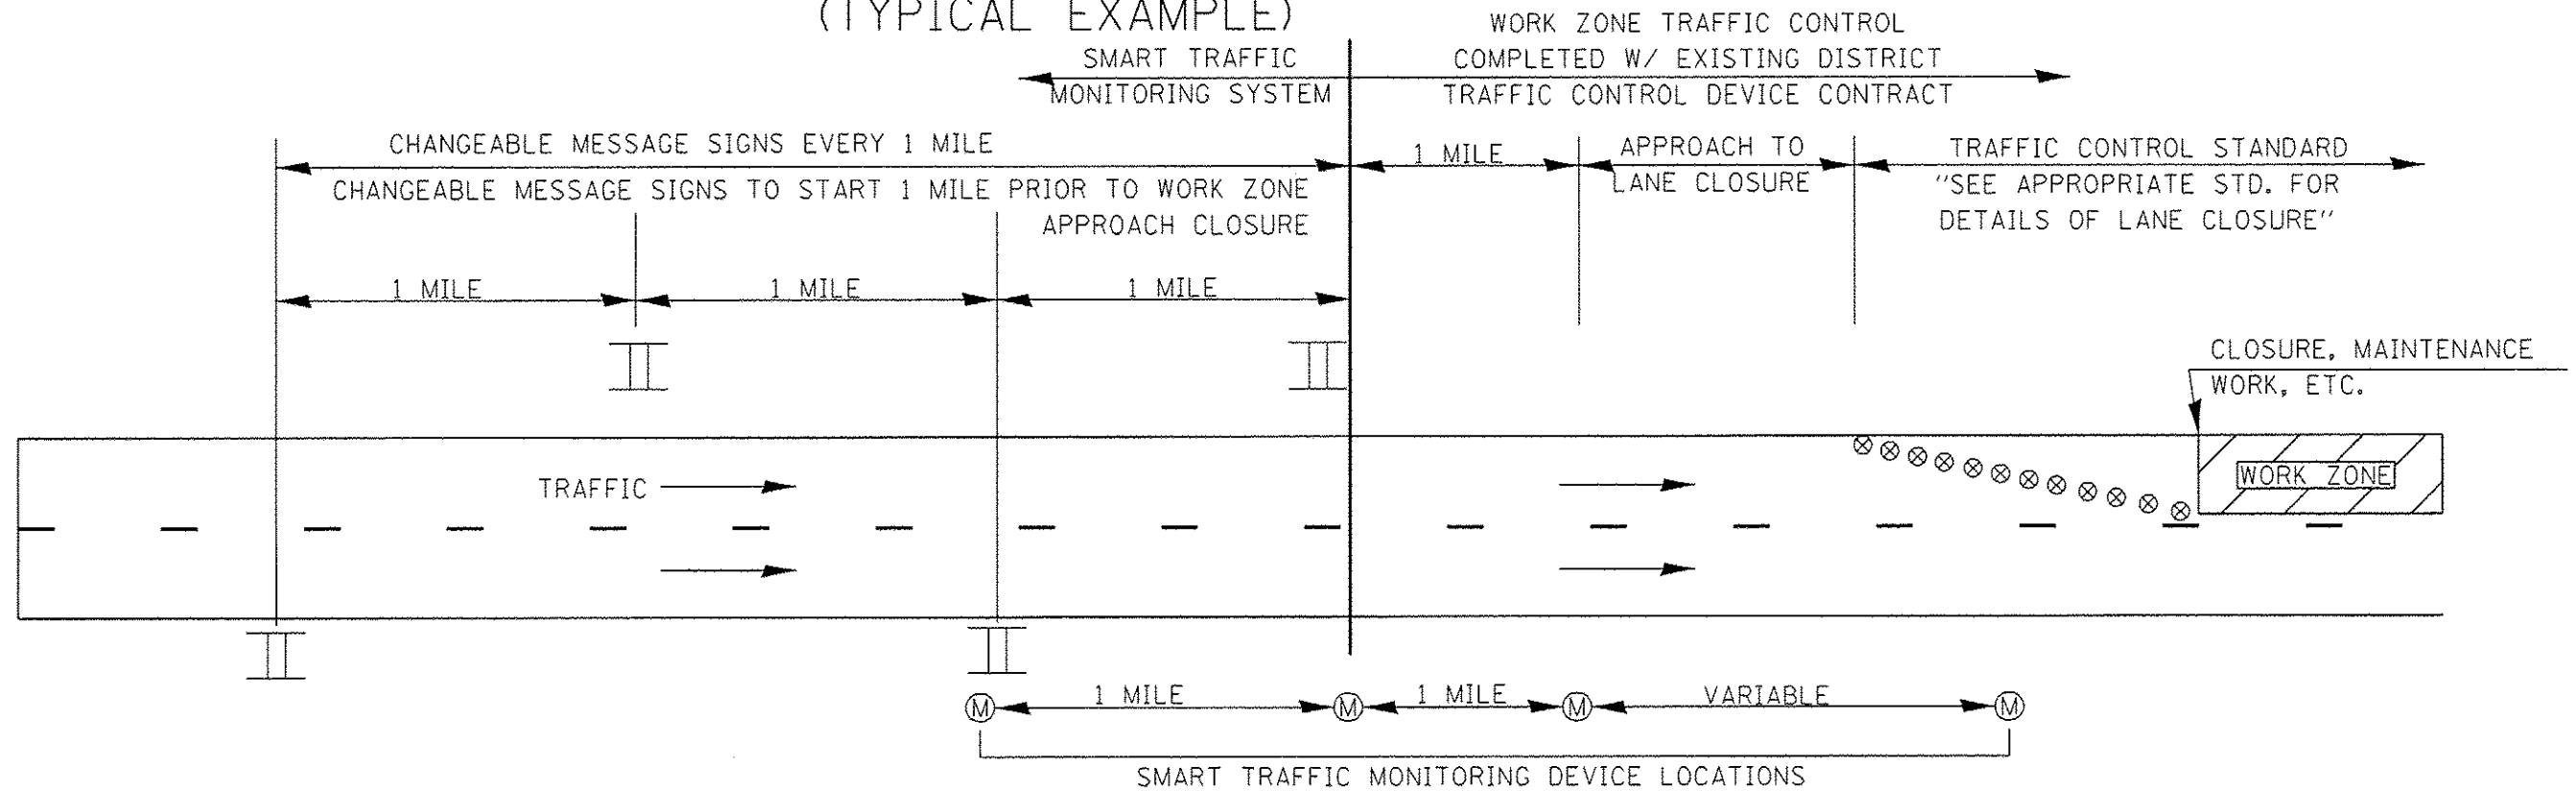 (TYPICAL EXAMPLE)
SMART TRAFFIC
MONITORING SYSTEM
WORK ZONE TRAFFIC CONTROL
COMPLETED W/ EXISTING DISTRICT
TRAFFIC CONTROL DEVICE CONTRACT
CHANGEABLE MESSAGE SIGNS EVERY 1 MILE
CHANGEABLE MESSAGE SIGNS TO START 1 MILE PRIOR TO WORK ZONE
APPROACH CLOSURE
1 MILE
APPROACH TO
LANE CLOSURE
TRAFFIC CONTROL STANDARD
"SEE APPROPRIATE STD. FOR
DETAILS OF LANE CLOSURE"
1 MILE
1 MILE
1 MILE
CLOSURE, MAINTENANCE
WORK, ETC.
TRAFFIC
WORK ZONE
M
1 MILE
M
1 MILE
M
VARIABLE
M
SMART TRAFFIC MONITORING DEVICE LOCATIONS